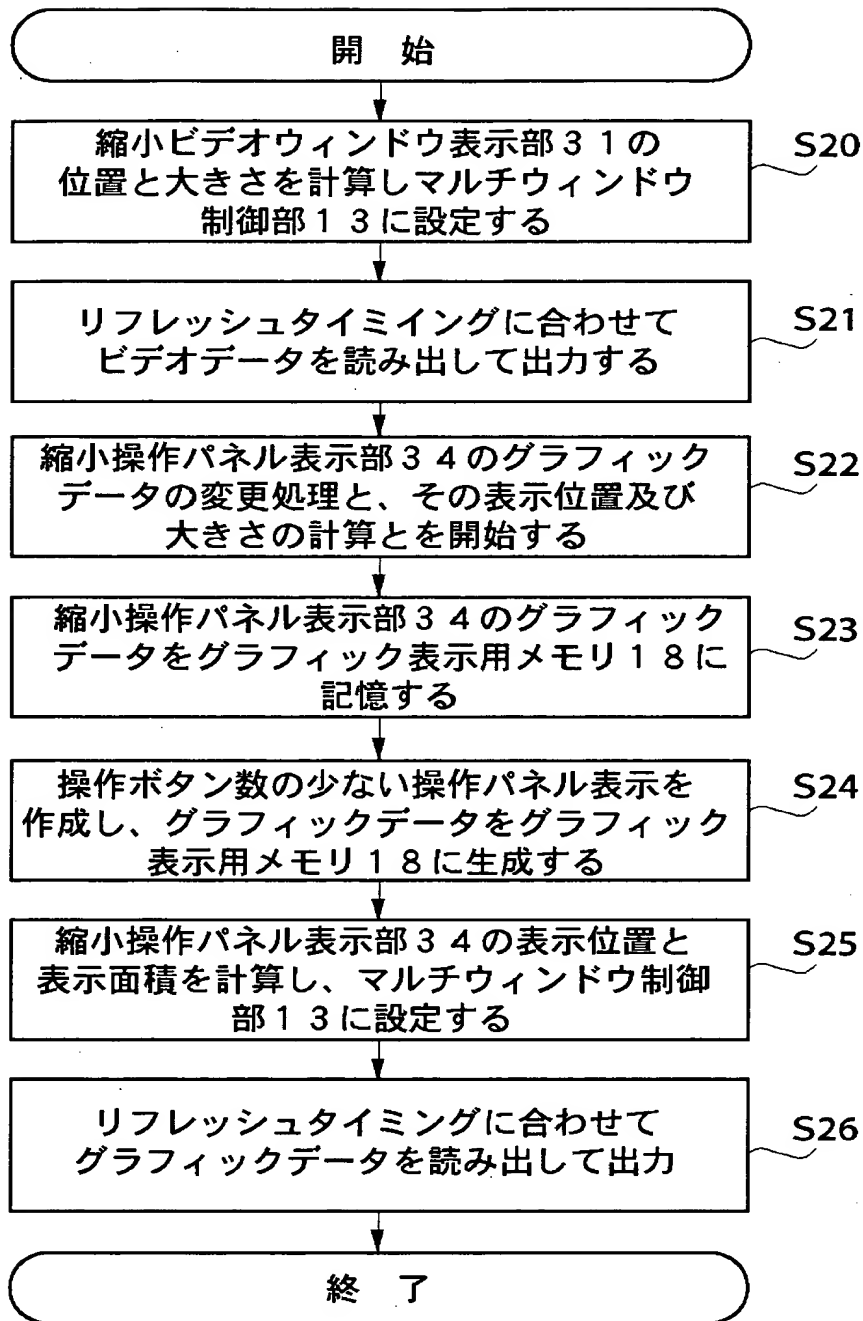 開 始
縮小ビデオウィンドウ表示部３１の
位置と大きさを計算しマルチウィンドウ
制御部１３に設定する
S20
リフレッシュタイミイングに合わせて
ビデオデータを読み出して出力する
S21
縮小操作パネル表示部３４のグラフィック
データの変更処理と、その表示位置及び
大きさの計算とを開始する
S22
縮小操作パネル表示部３４のグラフィック
データをグラフィック表示用メモリ１８に
記憶する
S23
操作ボタン数の少ない操作パネル表示を
作成し、グラフィックデータをグラフィック
表示用メモリ１８に生成する
S24
縮小操作パネル表示部３４の表示位置と
表示面積を計算し、マルチウィンドウ制御
部１３に設定する
S25
リフレッシュタイミングに合わせて
グラフィックデータを読み出して出力
S26
終 了